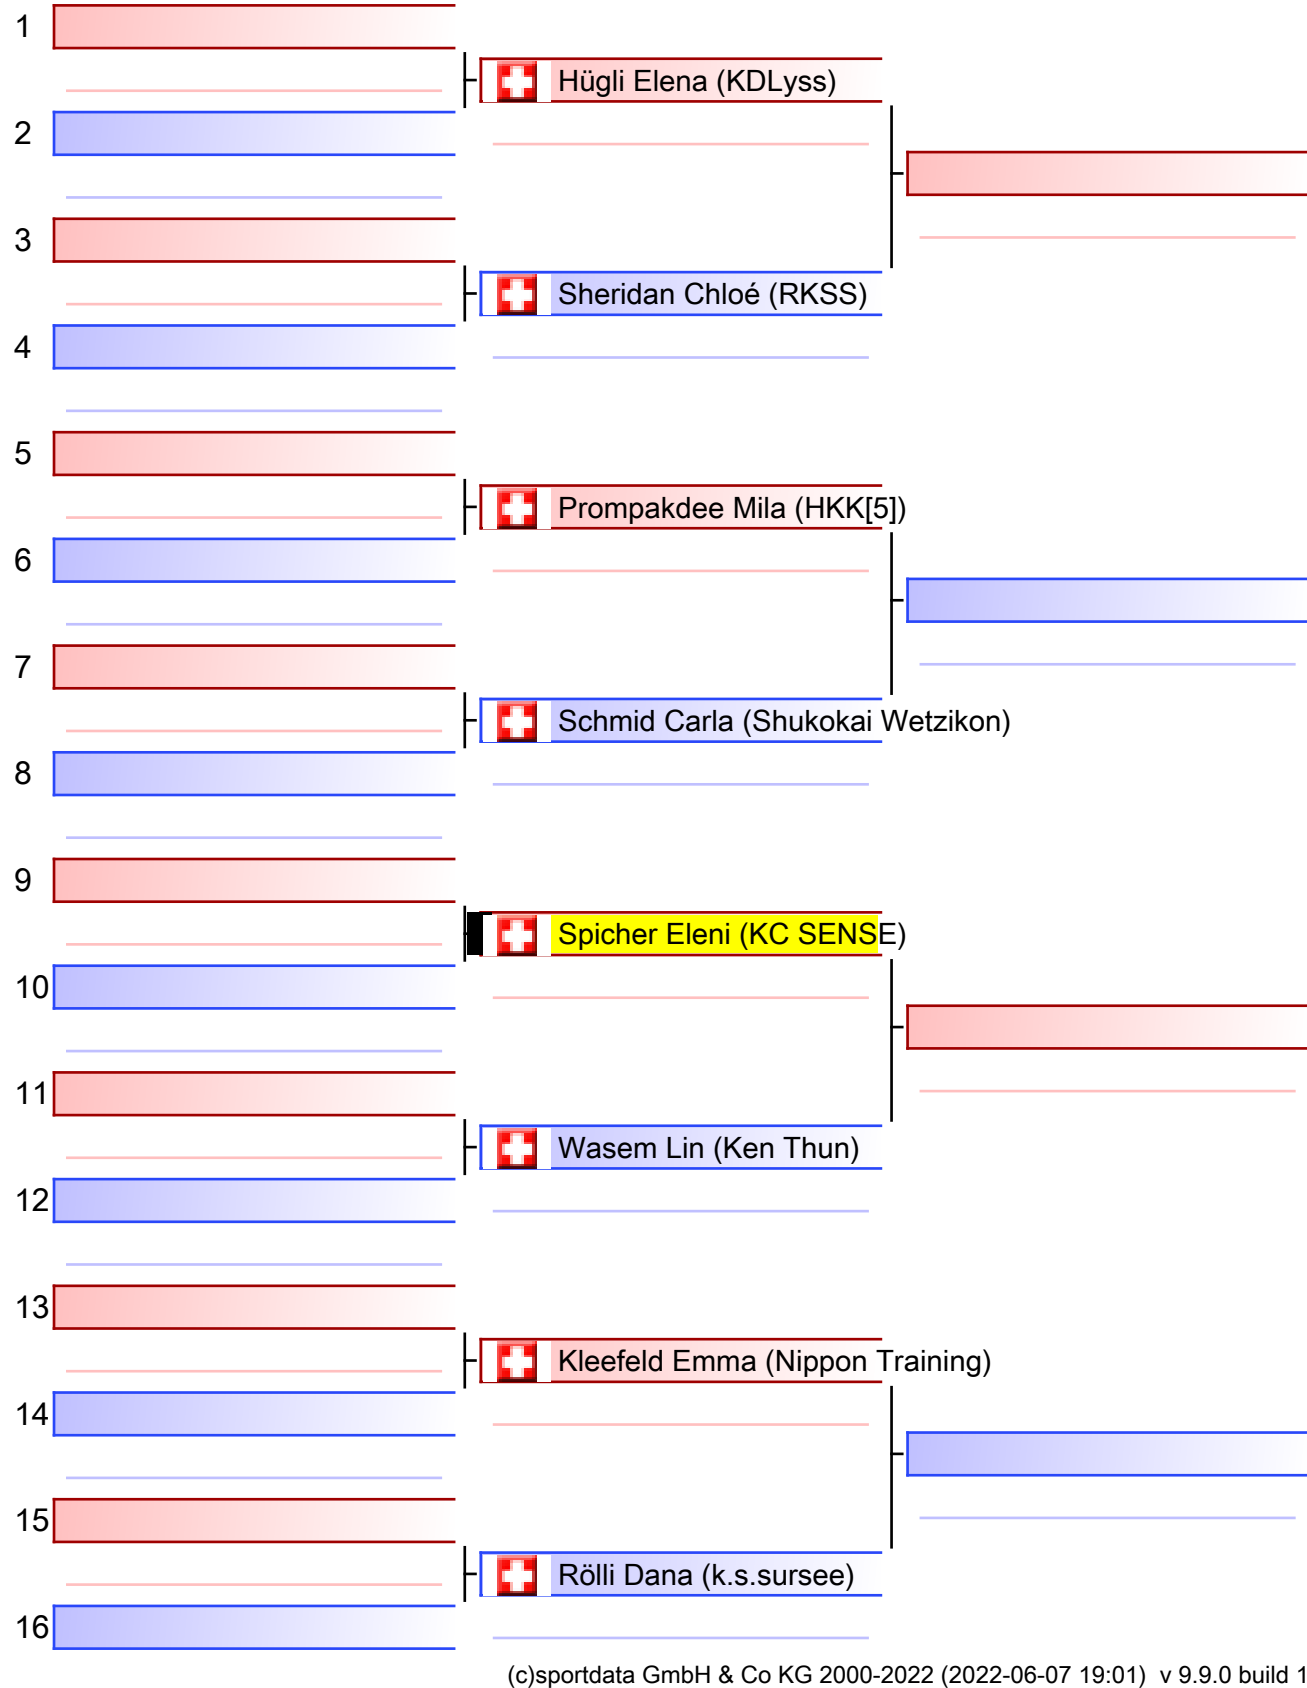 1
Hügli Elena (KDLyss)
2
3
Sheridan Chloé (RKSS)
4
5
Prompakdee Mila (HKK[5])
6
7
Schmid Carla (Shukokai Wetzikon)
8
9
Spicher Eleni (KC SENSE)
10
11
Wasem Lin (Ken Thun)
12
13
Kleefeld Emma (Nippon Training)
14
15
Rölli Dana (k.s.sursee)
16
(c)sportdata GmbH & Co KG 2000-2022 (2022-06-07 19:01) v 9.9.0 build 1